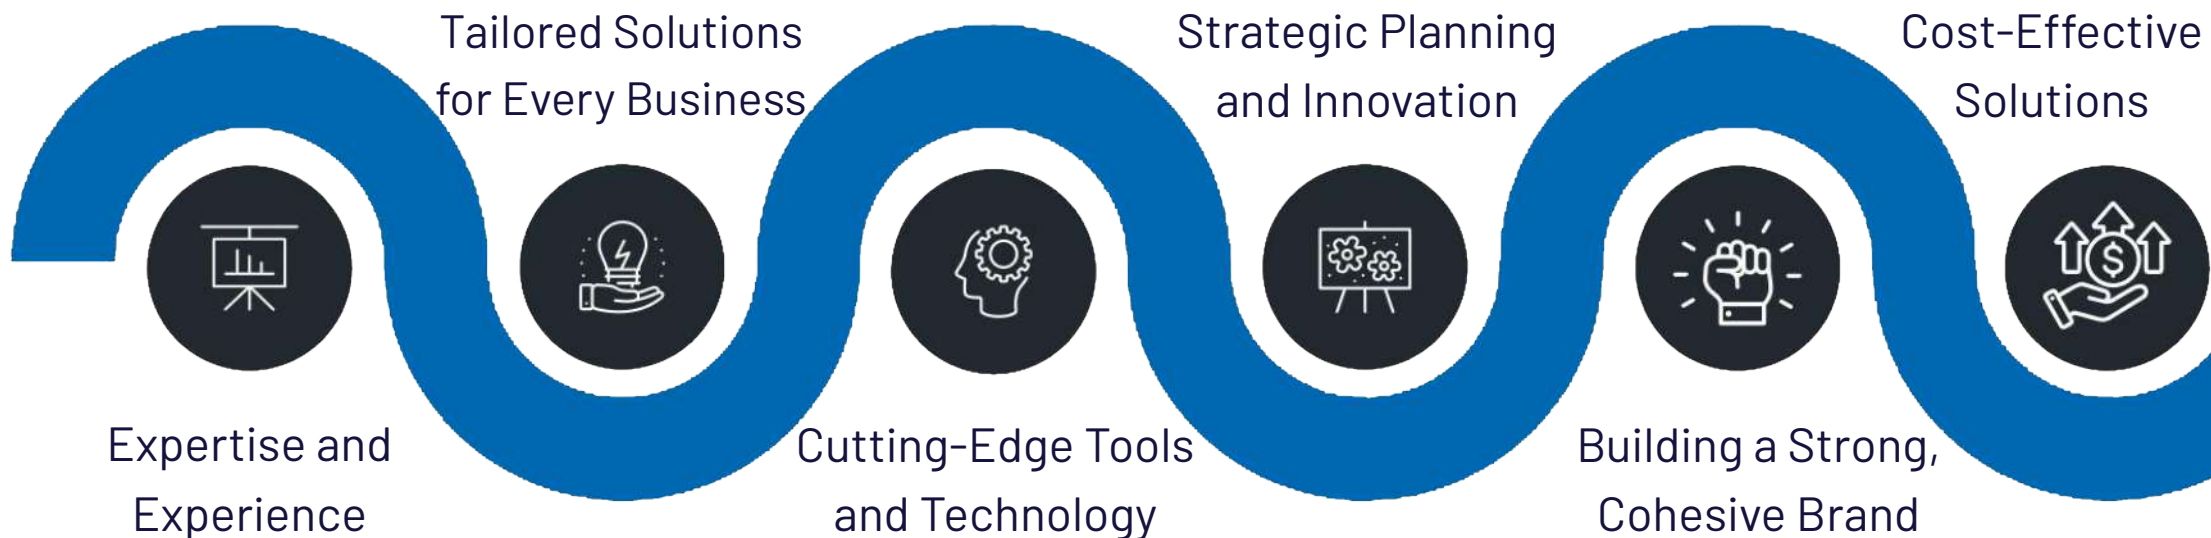 Expertise and
Experience
Tailored Solutions
for Every Business
Cutting-Edge Tools
and Technology
Strategic Planning
and Innovation
Building a Strong,
Cohesive Brand
Cost-Effective
Solutions